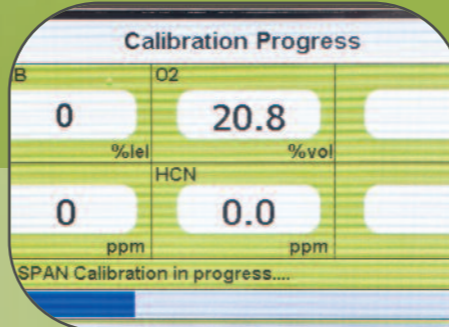 Calibration Progress
B O2
0 20.8
%lel %vol
HCN
0 0.0
ppm ppm
SPAN Calibration in progress....